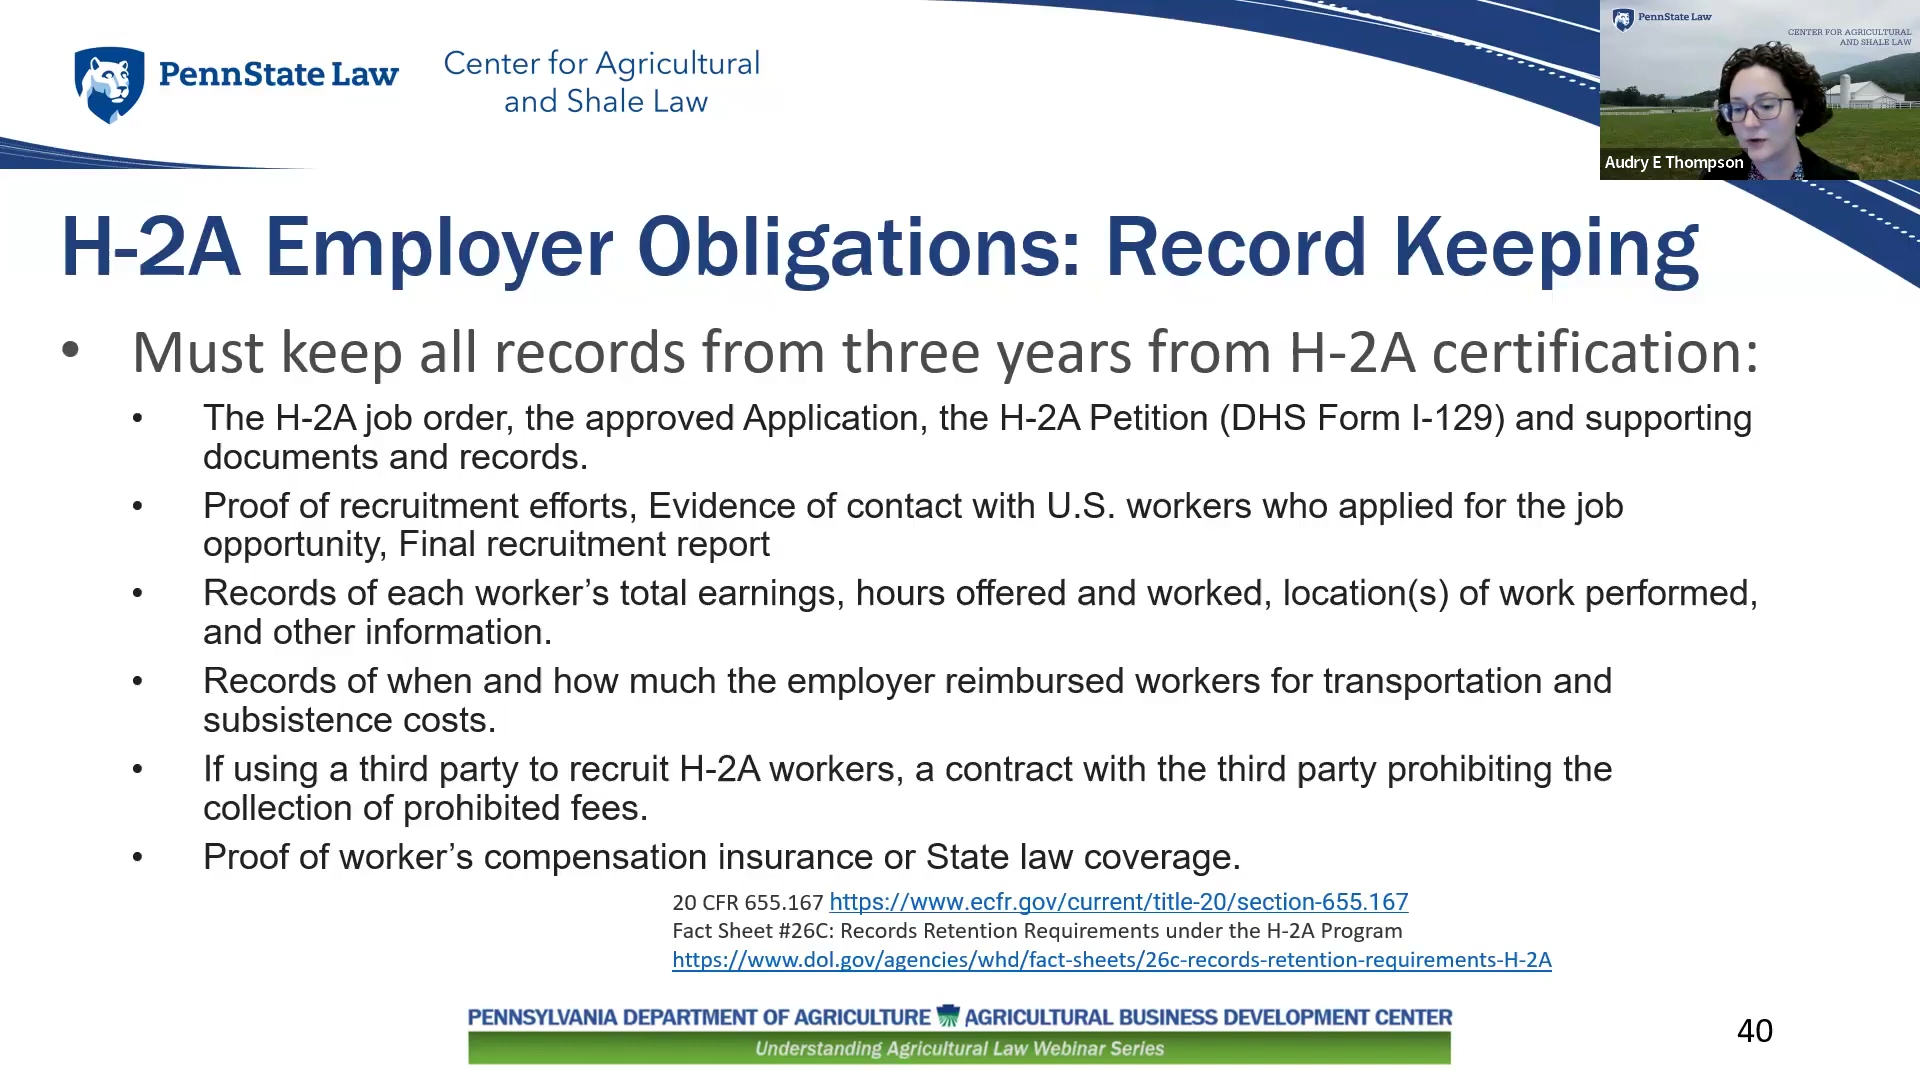 PennState Law
Center for Agricultural
and Shale Law
PennState Law
CENTER FOR AGRICULTURAL
AND SHALE LAW
Audry E Thompson
H-2A Employer Obligations: Record Keeping
• Must keep all records from three years from H-2A certification:
• The H-2A job order, the approved Application, the H-2A Petition (DHS Form I-129) and supporting
documents and records.
• Proof of recruitment efforts, Evidence of contact with U.S. workers who applied for the job
opportunity, Final recruitment report
• Records of each worker’s total earnings, hours offered and worked, location(s) of work performed,
and other information.
• Records of when and how much the employer reimbursed workers for transportation and
subsistence costs.
• If using a third party to recruit H-2A workers, a contract with the third party prohibiting the
collection of prohibited fees.
• Proof of worker’s compensation insurance or State law coverage.
20 CFR 655.167 https://www.ecfr.gov/current/title-20/section-655.167
Fact Sheet #26C: Records Retention Requirements under the H-2A Program
https://www.dol.gov/agencies/whd/fact-sheets/26c-records-retention-requirements-H-2A
PENNSYLVANIA DEPARTMENT OF AGRICULTURE AGRICULTURAL BUSINESS DEVELOPMENT CENTER
Understanding Agricultural Law Webinar Series
40